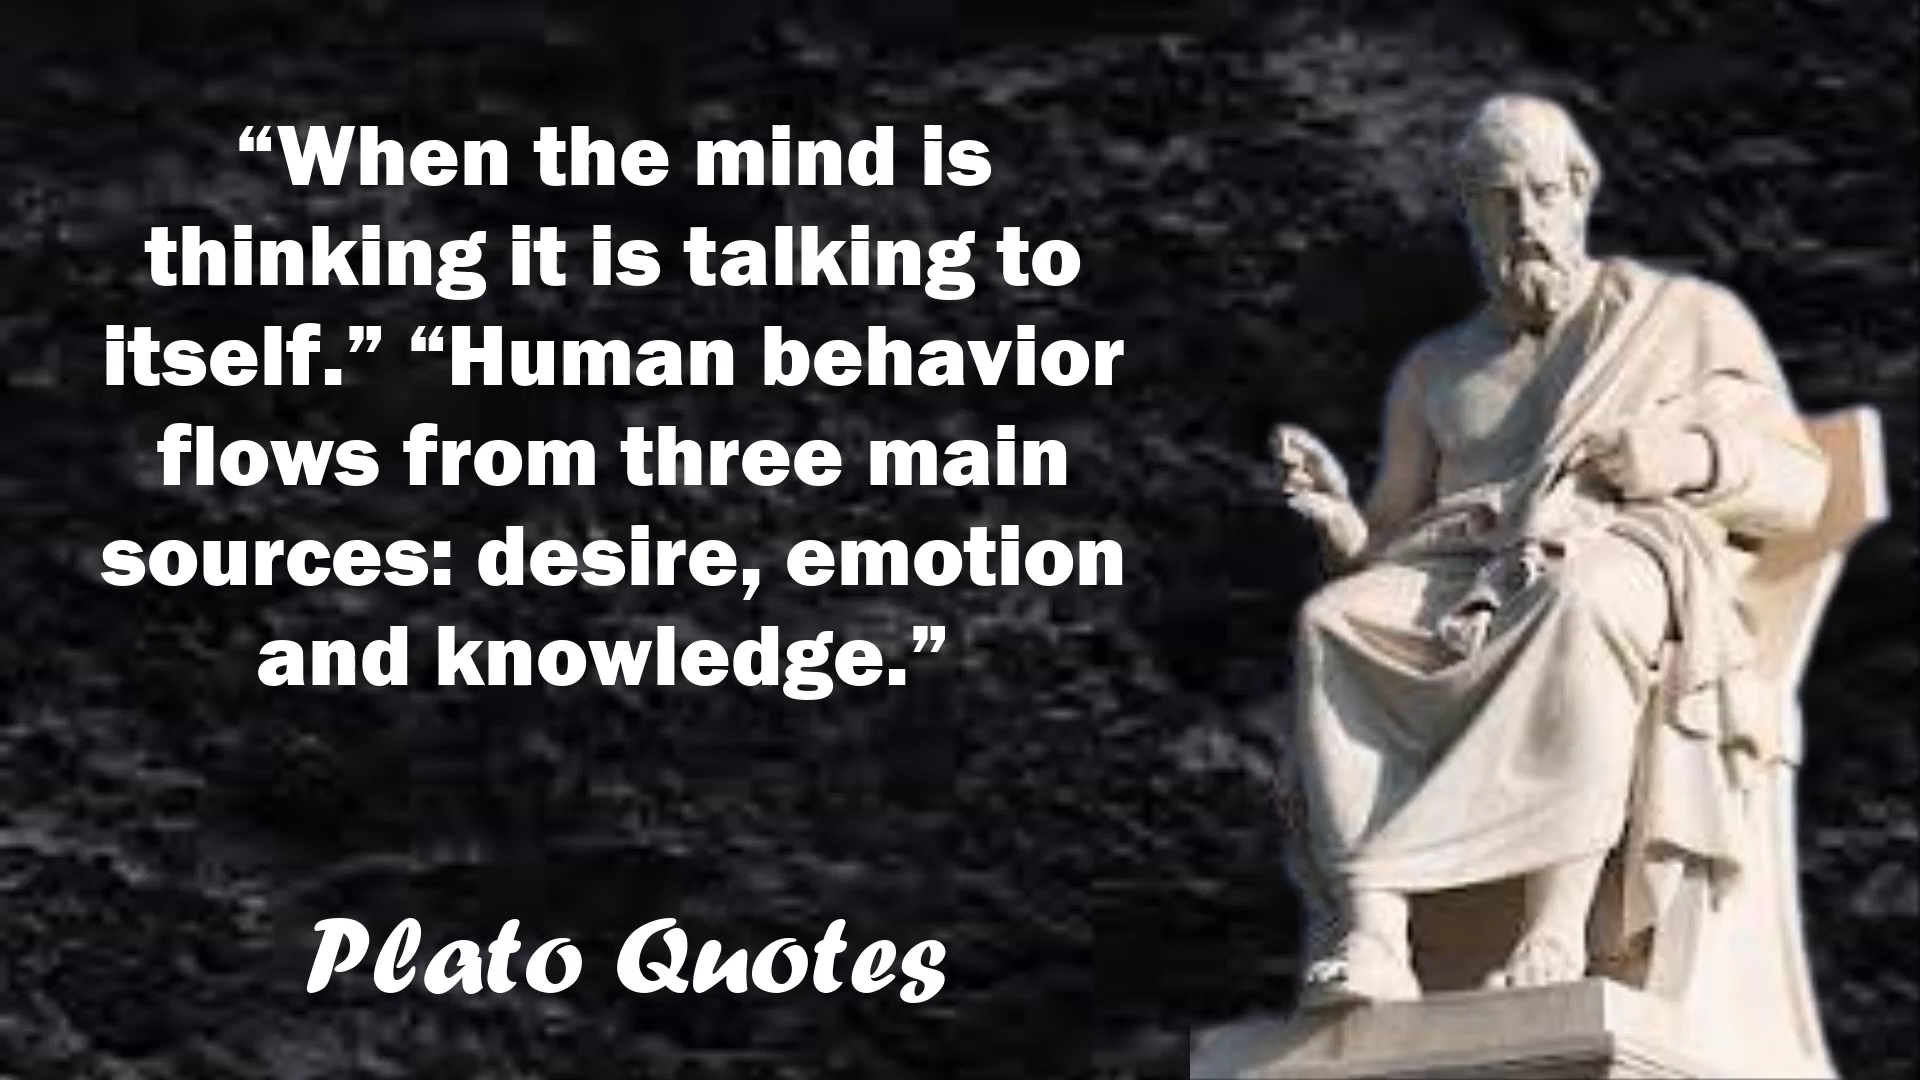 “When the mind is
thinking it is talking to
itself.” “Human behavior
flows from three main
sources: desire, emotion
and knowledge.”
Plato Quotes